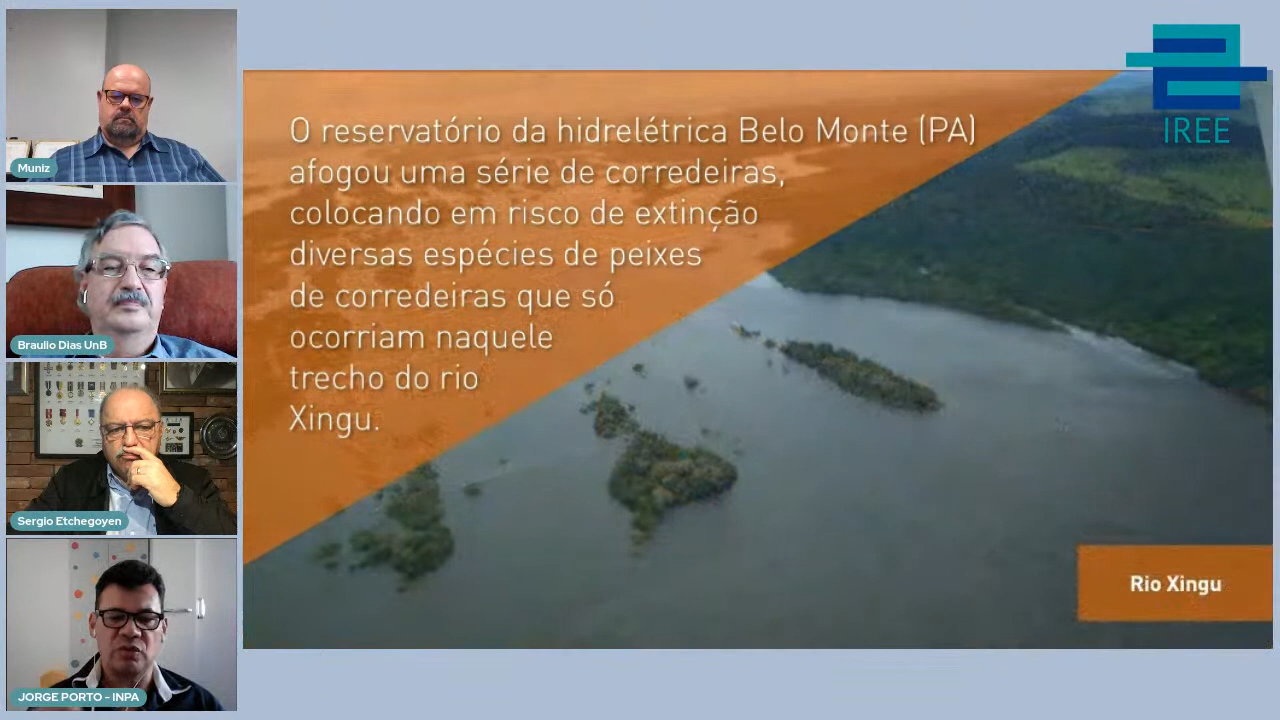 Muniz
Braulio Dias UnB
Sergio Etchegoyen
JORGE PORTO - INPA
O reservatório da hidrelétrica Belo Monte (PA)
afogou uma série de corredeiras,
colocando em risco de extinção
diversas espécies de peixes
de corredeiras que só
ocorriam naquele
trecho do rio
Xingu.
IREE
Rio Xingu